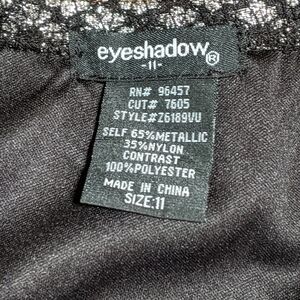 eyeshadow®
-11-
RN# 96457
CUT# 7605
STYLE#Z6189VU
SELF 65%METALLIC
35%NYLON
CONTRAST
100%POLYESTER
MADE IN CHINA
SIZE:11